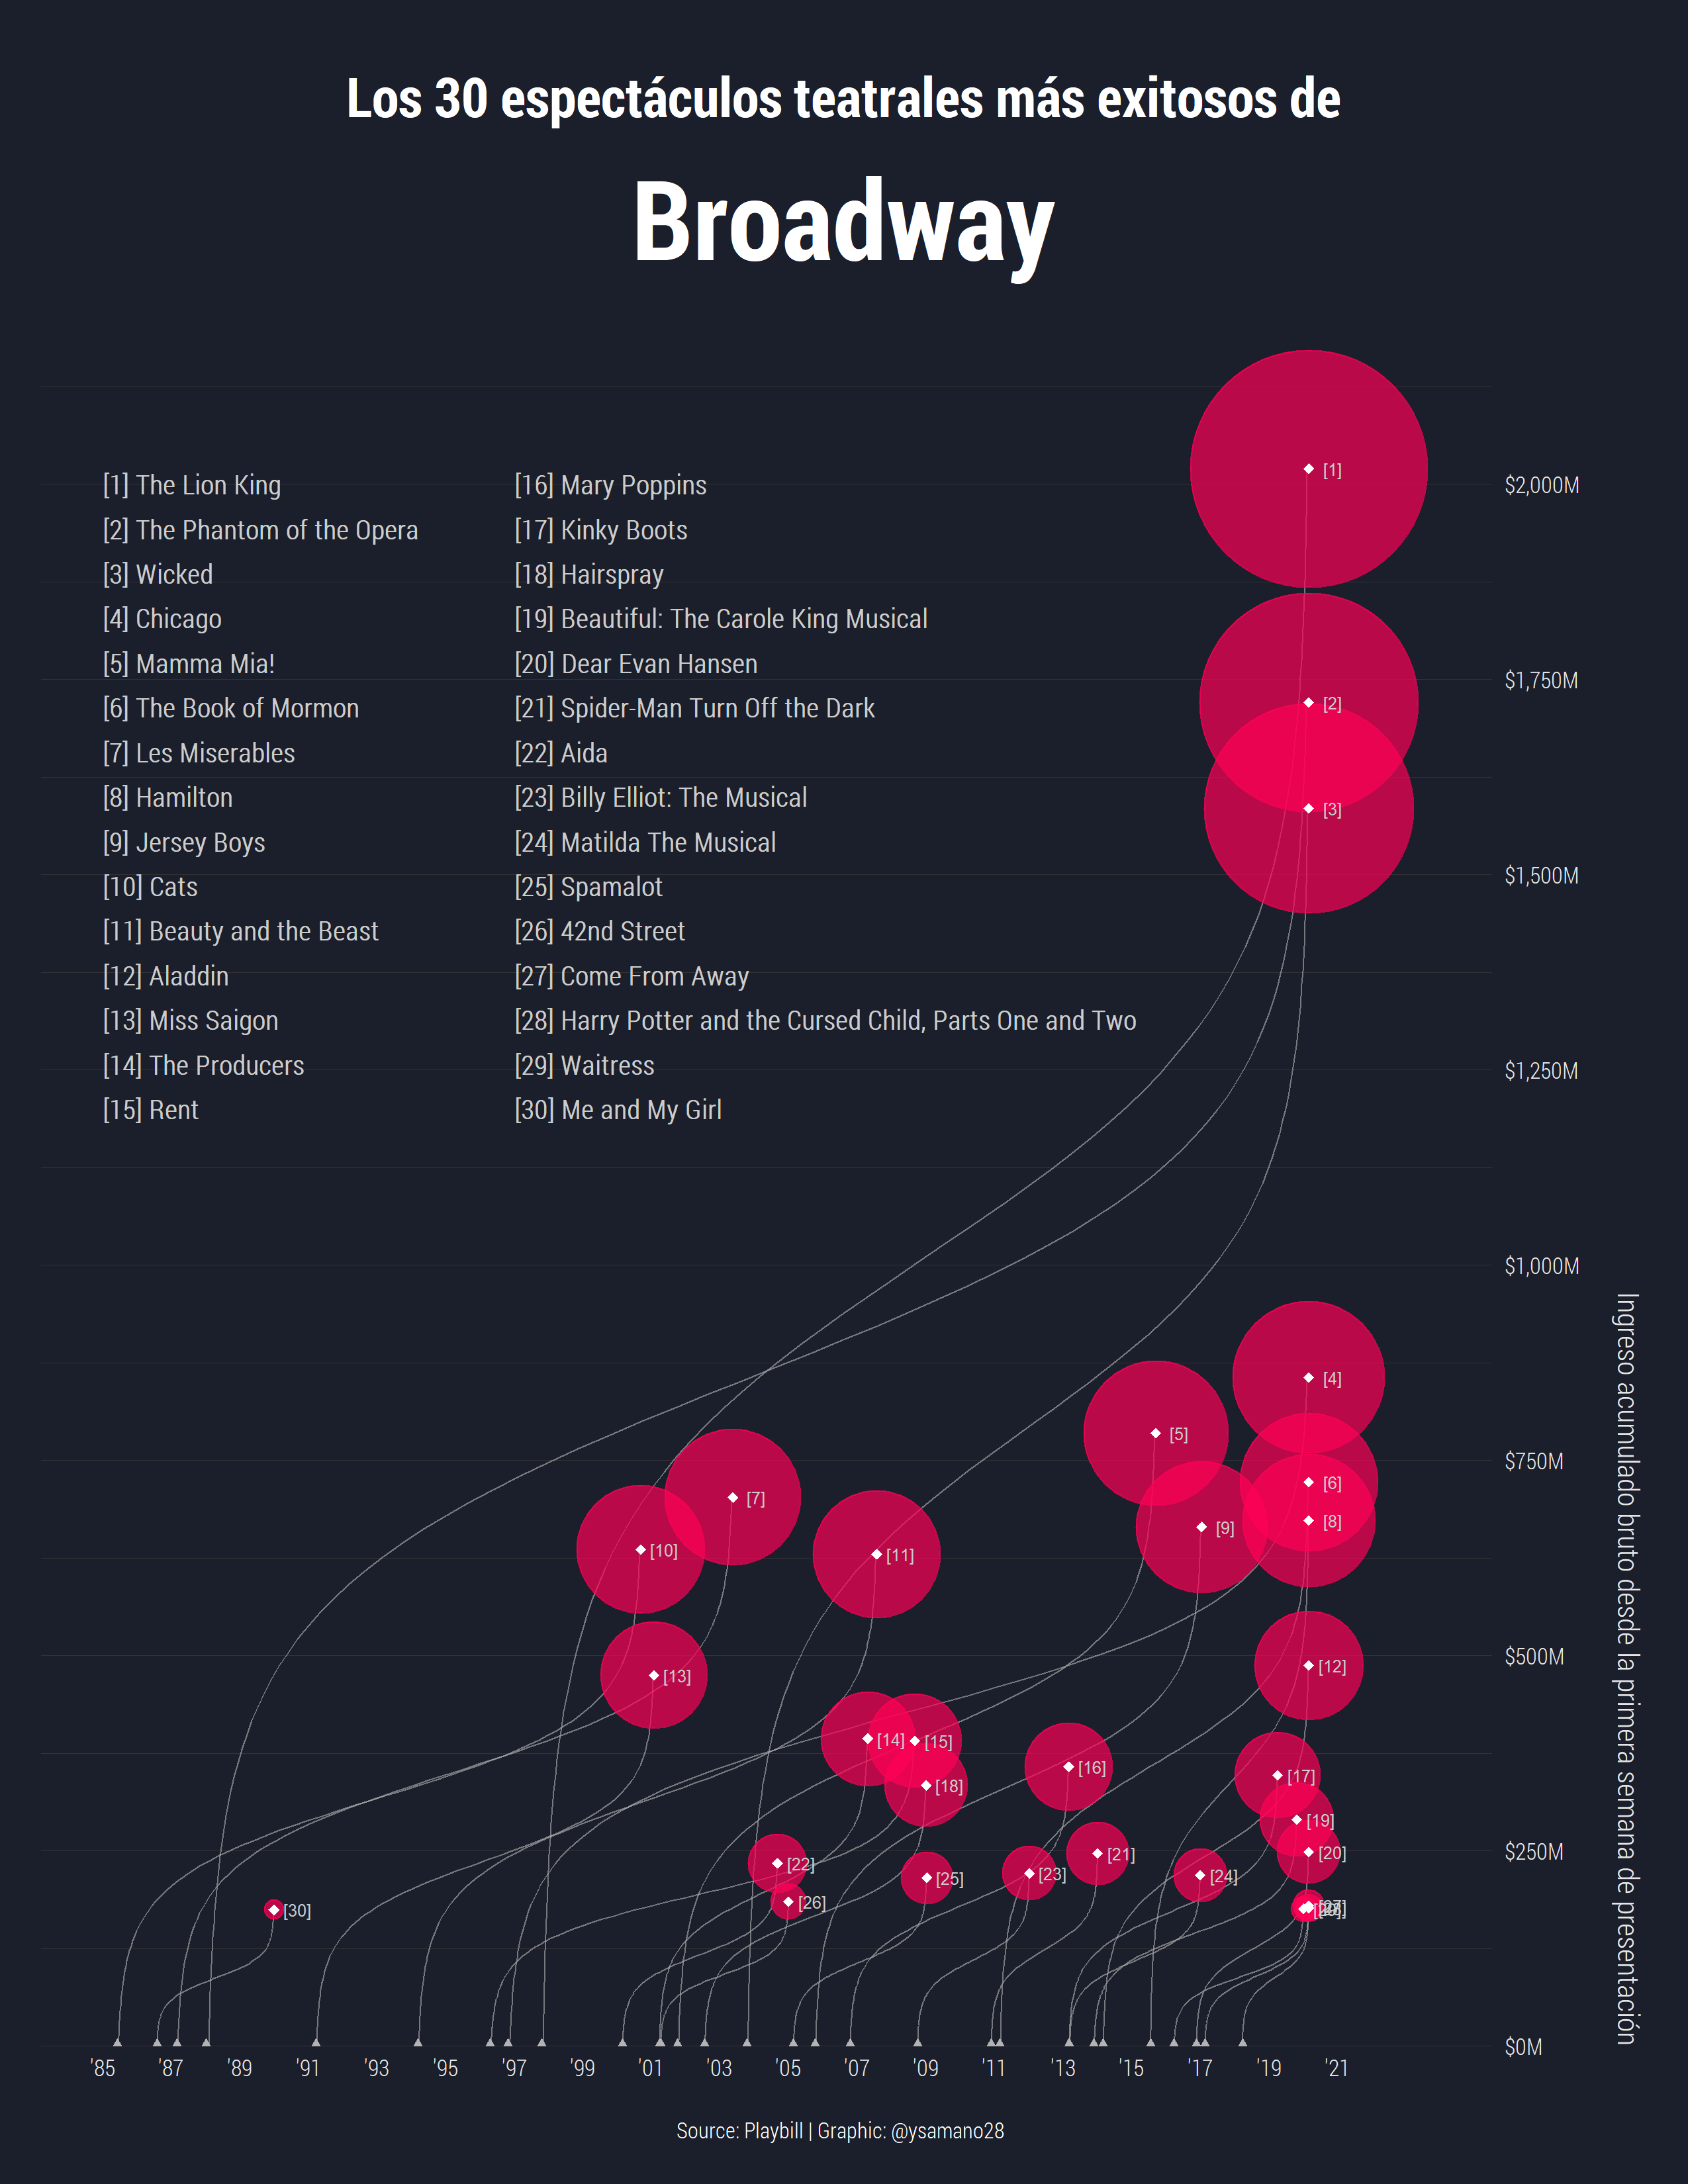 Los 30 espectáculos teatrales más exitosos de
Broadway
[1] The Lion King
[2] The Phantom of the Opera
[3] Wicked
[4] Chicago
[5] Mamma Mia!
[6] The Book of Mormon
[7] Les Miserables
[8] Hamilton
[9] Jersey Boys
[10] Cats
[11] Beauty and the Beast
[12] Aladdin
[13] Miss Saigon
[14] The Producers
[15] Rent
[16] Mary Poppins
[17] Kinky Boots
[18] Hairspray
[19] Beautiful: The Carole King Musical
[20] Dear Evan Hansen
[21] Spider-Man Turn Off the Dark
[22] Aida
[23] Billy Elliot: The Musical
[24] Matilda The Musical
[25] Spamalot
[26] 42nd Street
[27] Come From Away
[28] Harry Potter and the Cursed Child, Parts One and Two
[29] Waitress
[30] Me and My Girl
[1]
[2]
[3]
[4]
[5]
[6]
[7]
[8]
[9]
[10]
[11]
[12]
[13]
[14]
[15]
[16]
[17]
[18]
[19]
[20]
[21]
[22]
[23]
[24]
[25]
[26]
[30]
$2,000M
$1,750M
$1,500M
$1,250M
$1,000M
$750M
$500M
$250M
$0M
Ingreso acumulado bruto desde la primera semana de presentación
'85 '87 '89 '91 '93 '95 '97 '99 '01 '03 '05 '07 '09 '11 '13 '15 '17 '19 '21
Source: Playbill | Graphic: @ysamano28